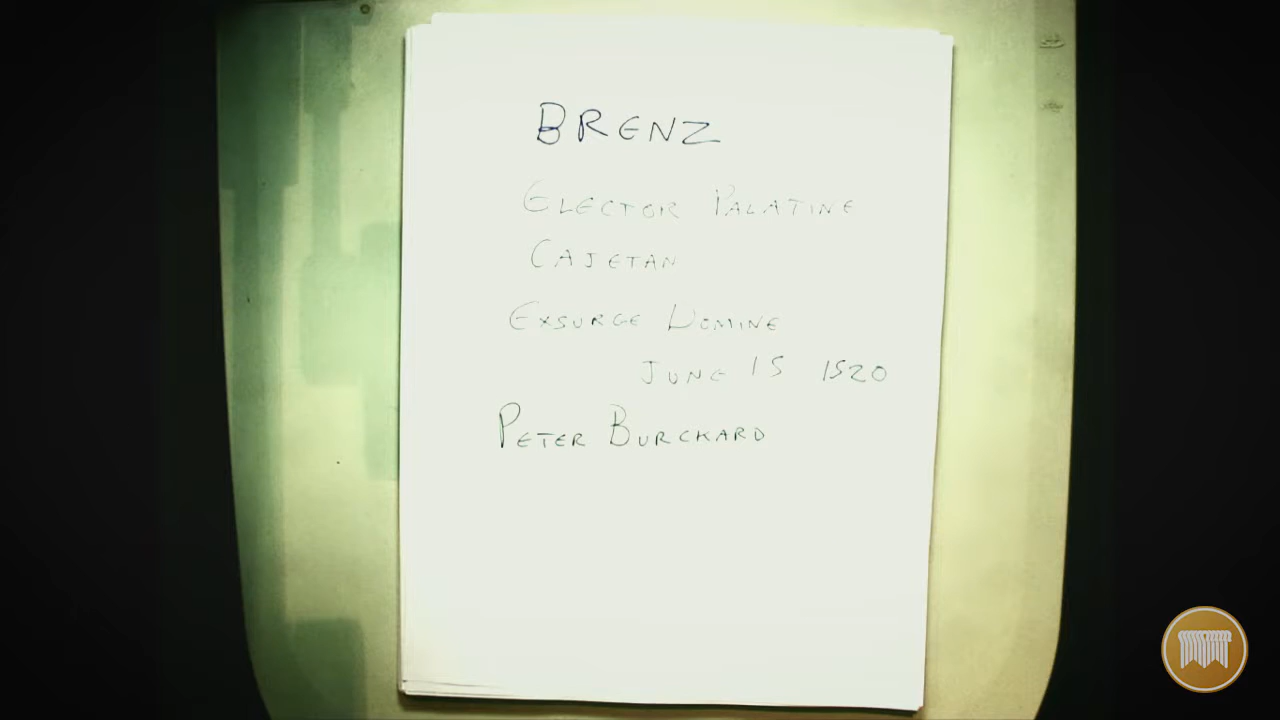 BRENZ
ELECTOR PALATINE
CAJETAN
EXSURGE DOMINE
JUNE 15 1520
PETER BURCKARD